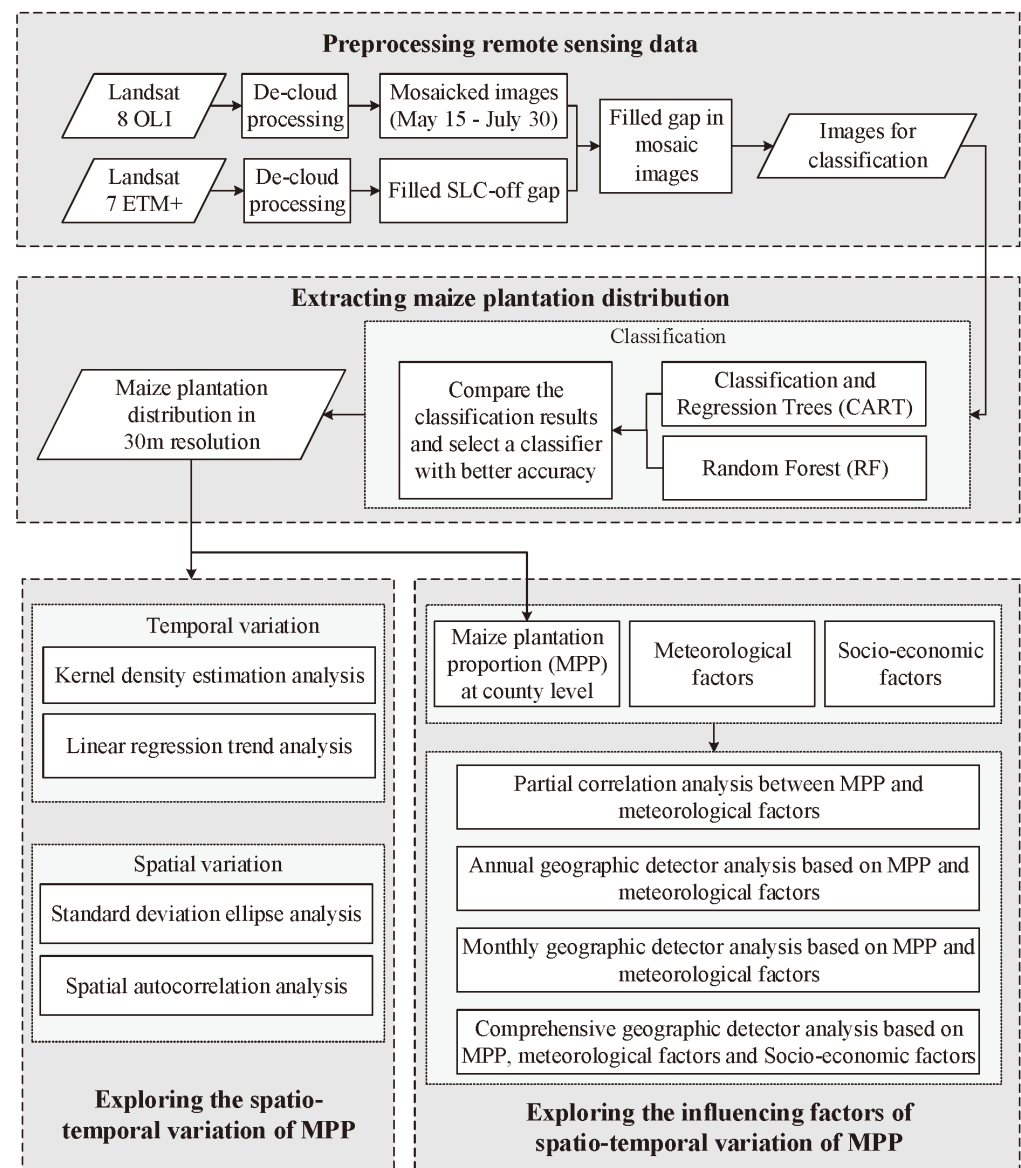 Preprocessing remote sensing data
Landsat
8 OLI
De-cloud
processing
Mosaicked images
(May 15 - July 30)
Landsat
7 ETM+
De-cloud
processing
Filled SLC-off gap
Filled gap in
mosaic
images
Images for
classification
Extracting maize plantation distribution
Classification
Classification and
Regression Trees (CART)
Random Forest (RF)
Compare the
classification results
and select a classifier
with better accuracy
Maize plantation
distribution in
30m resolution
Temporal variation
Kernel density estimation analysis
Linear regression trend analysis
Spatial variation
Standard deviation ellipse analysis
Spatial autocorrelation analysis
Exploring the spatio-
temporal variation of MPP
Maize plantation
proportion (MPP)
at county level
Meteorological
factors
Socio-economic
factors
Partial correlation analysis between MPP and
meteorological factors
Annual geographic detector analysis based on MPP and
meteorological factors
Monthly geographic detector analysis based on MPP and
meteorological factors
Comprehensive geographic detector analysis based on
MPP, meteorological factors and Socio-economic factors
Exploring the influencing factors of
spatio-temporal variation of MPP